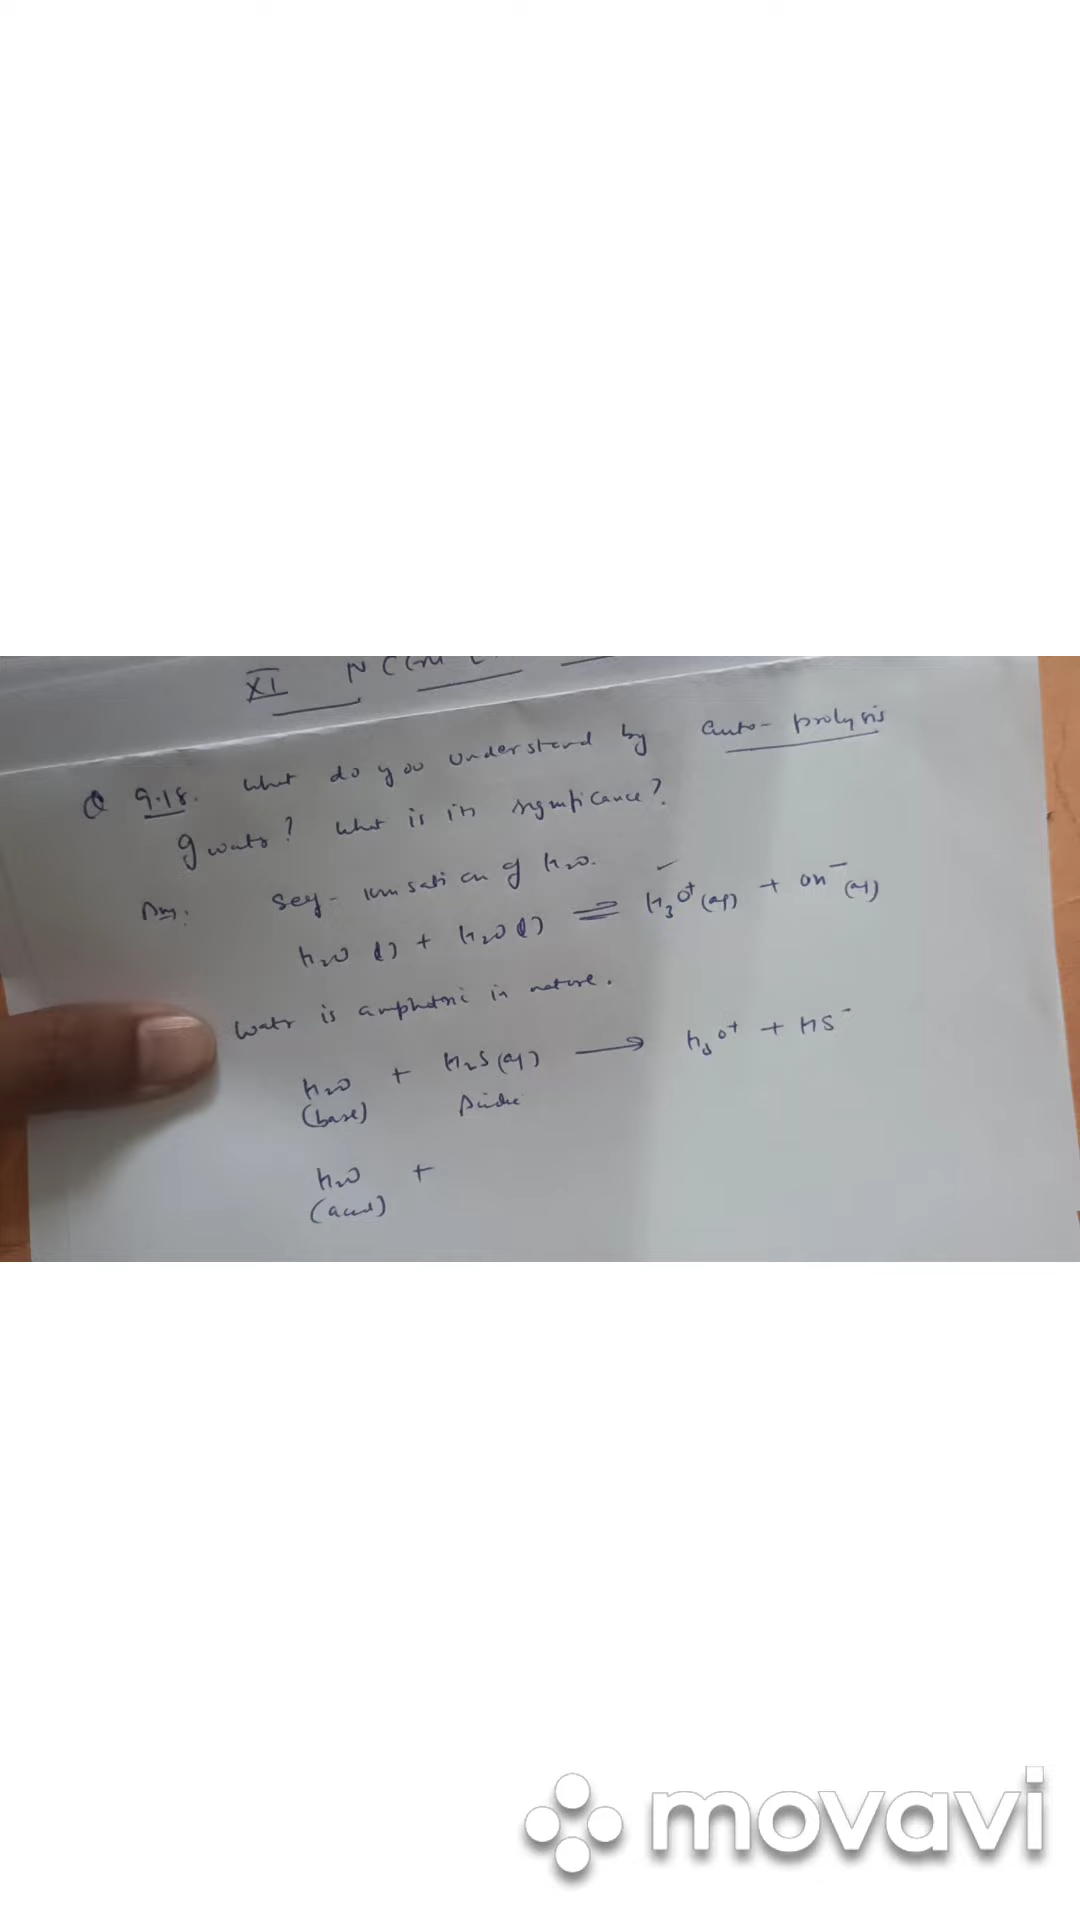 XI
Q 9.18. What do you understand by auto-prolysis
of water? What is its significance?
Ans: Self-ionisation of H2O.
H2O (l) + H2O (l) ⇌ H3O+ (aq) + OH- (aq)
Water is amphoteric in nature.
H2O + H2S (aq) → H3O+ + HS-
(base) Acidic
H2O +
(acid)
movavi